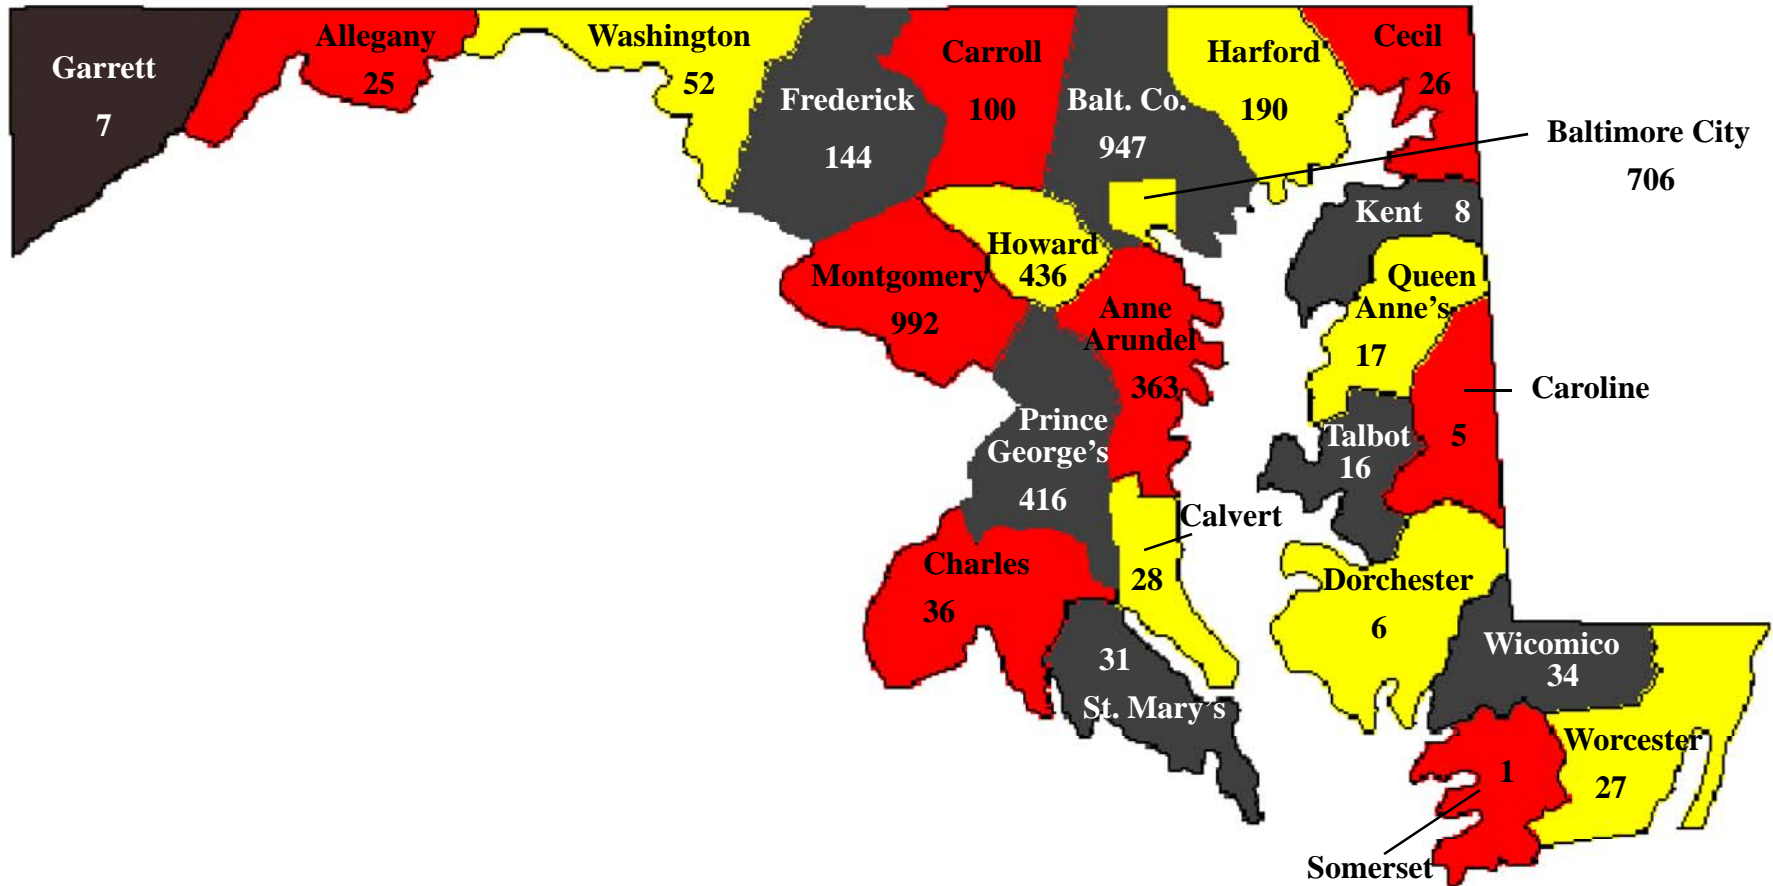 Garrett
7
Allegany
25
Washington
52
Frederick
144
Carroll
100
Balt. Co.
947
Harford
190
Cecil
26
Baltimore City
706
Kent 8
Howard
436
Montgomery
992
Anne
Arundel
363
Queen
Anne's
17
Caroline
5
Talbot
16
Prince
George's
416
Calvert
28
Charles
36
31
St. Mary's
Dorchester
6
Wicomico
34
Worcester
27
1
Somerset